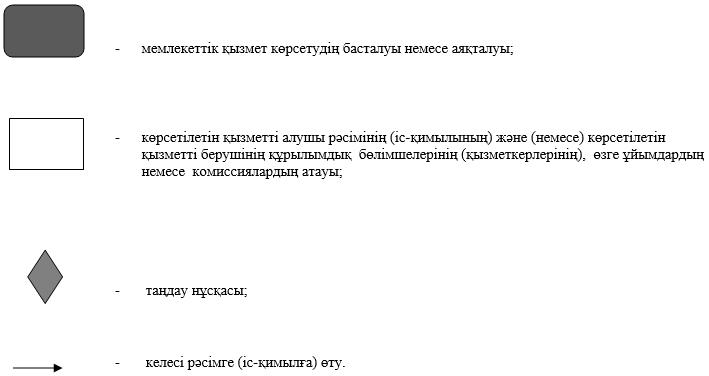 - мемлекеттік қызмет көрсетудің басталуы немесе аяқталуы;
- көрсетілетін қызметті алушы рәсімінің (іс-қимылының) және (немесе) көрсетілетін
қызметті берушінің құрылымдық бөлімшелерінің (қызметкерлерінің), өзге ұйымдардың
немесе комиссиялардың атауы;
- таңдау нұсқасы;
- келесі рәсімге (іс-қимылға) өту.